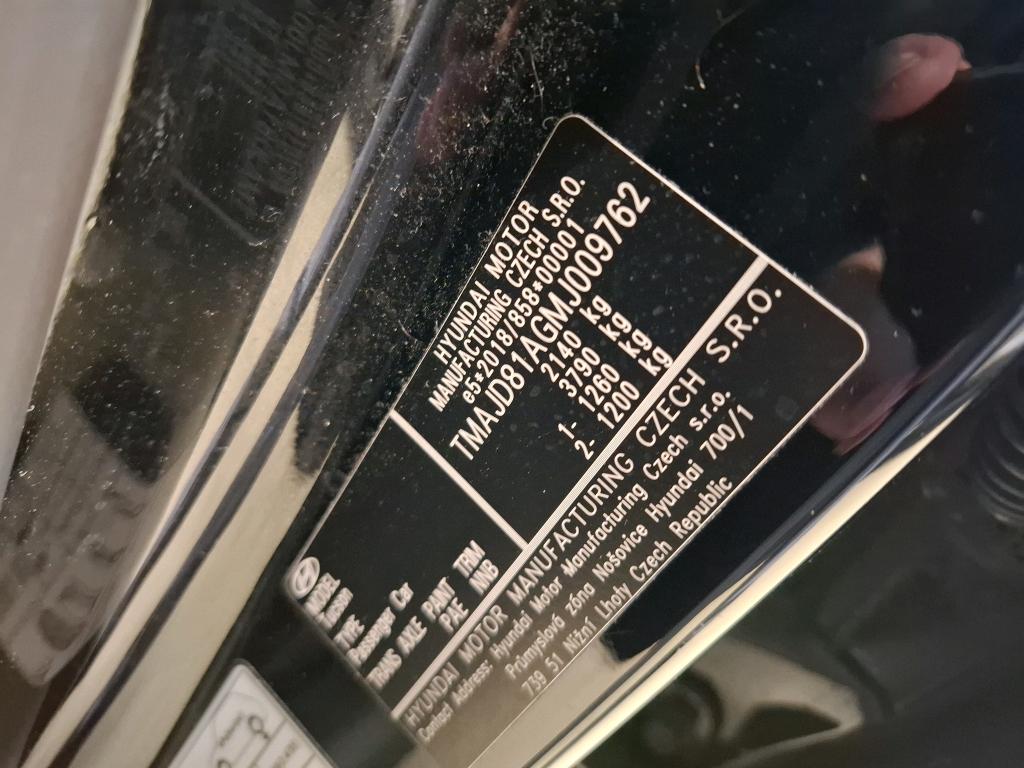 HYUNDAI MOTOR
MANUFACTURING CZECH S.R.O.
e5*2018/858*00001
TMAJD81AGMJ009762
2140 kg
3790 kg
1- 1260 kg
2- 1200 kg
TYPE
Passenger Car
TRANS AXLE PAINT TRIM
PAE NNB
HYUNDAI MOTOR MANUFACTURING CZECH S.R.O.
Contact Address: Hyundai Motor Manufacturing Czech s.r.o.
Průmyslová zóna Nošovice Hyundai 700/1
739 51 Nižní Lhoty Czech Republic